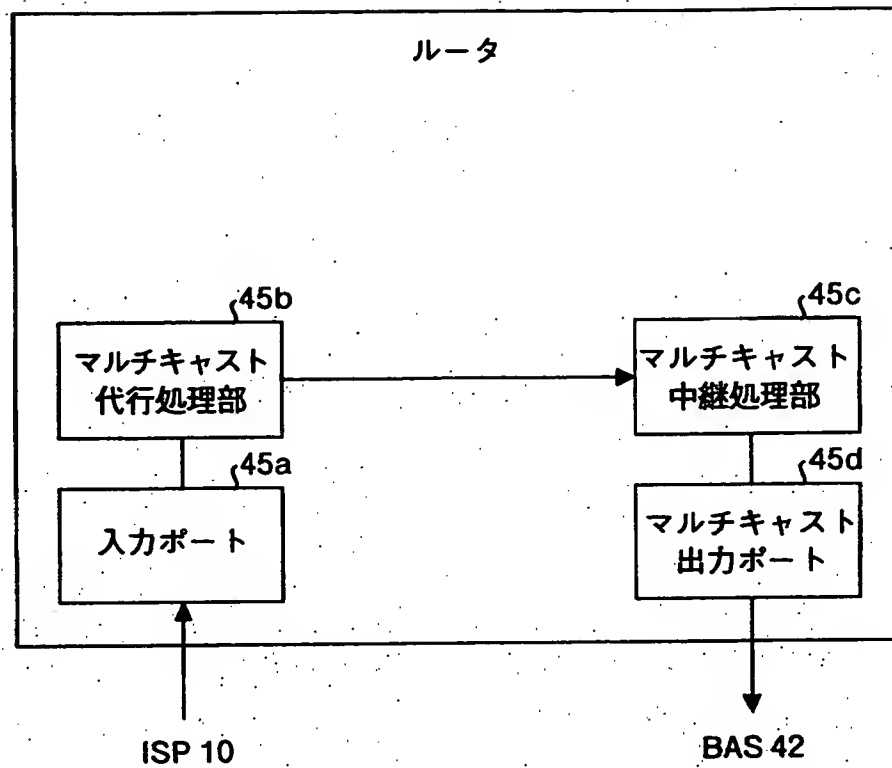 ルータ
45b
マルチキャスト
代行処理部
45c
マルチキャスト
中継処理部
45a
入力ポート
45d
マルチキャスト
出力ポート
ISP 10
BAS 42